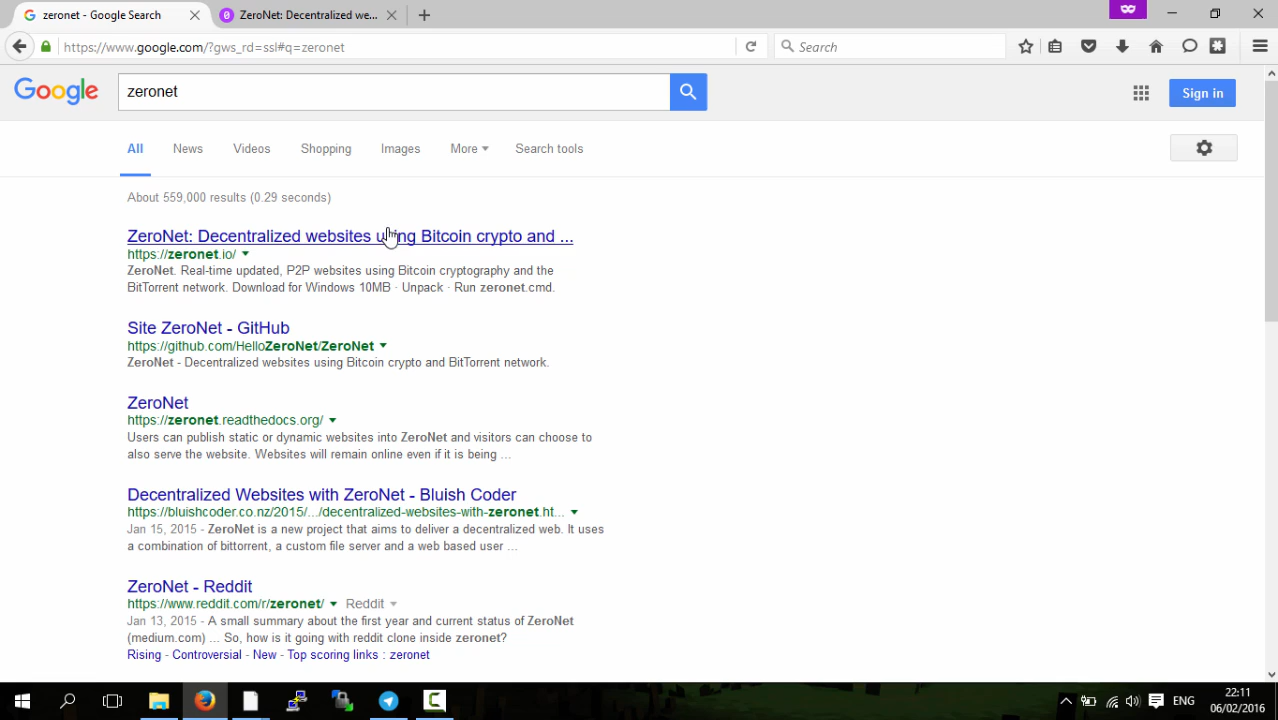 zeronet - Google Search
ZeroNet: Decentralized we...
https://www.google.com/?gws_rd=ssl#q=zeronet
Search
Google
zeronet
Sign in
All News Videos Shopping Images More Search tools
About 559,000 results (0.29 seconds)
ZeroNet: Decentralized websites using Bitcoin crypto and ...
https://zeronet.io/
ZeroNet. Real-time updated, P2P websites using Bitcoin cryptography and the
BitTorrent network. Download for Windows 10MB · Unpack · Run zeronet.cmd.
Site ZeroNet - GitHub
https://github.com/HelloZeroNet/ZeroNet
ZeroNet - Decentralized websites using Bitcoin crypto and BitTorrent network.
ZeroNet
https://zeronet.readthedocs.org/
Users can publish static or dynamic websites into ZeroNet and visitors can choose to
also serve the website. Websites will remain online even if it is being ...
Decentralized Websites with ZeroNet - Bluish Coder
https://bluishcoder.co.nz/2015/.../decentralized-websites-with-zeronet.ht...
Jan 15, 2015 - ZeroNet is a new project that aims to deliver a decentralized web. It uses
a combination of bittorrent, a custom file server and a web based user ...
ZeroNet - Reddit
https://www.reddit.com/r/zeronet/ Reddit
Jan 13, 2015 - A small summary about the first year and current status of ZeroNet
(medium.com) ... So, how is it going with reddit clone inside zeronet?
Rising - Controversial - New - Top scoring links : zeronet
ENG
22:11
06/02/2016